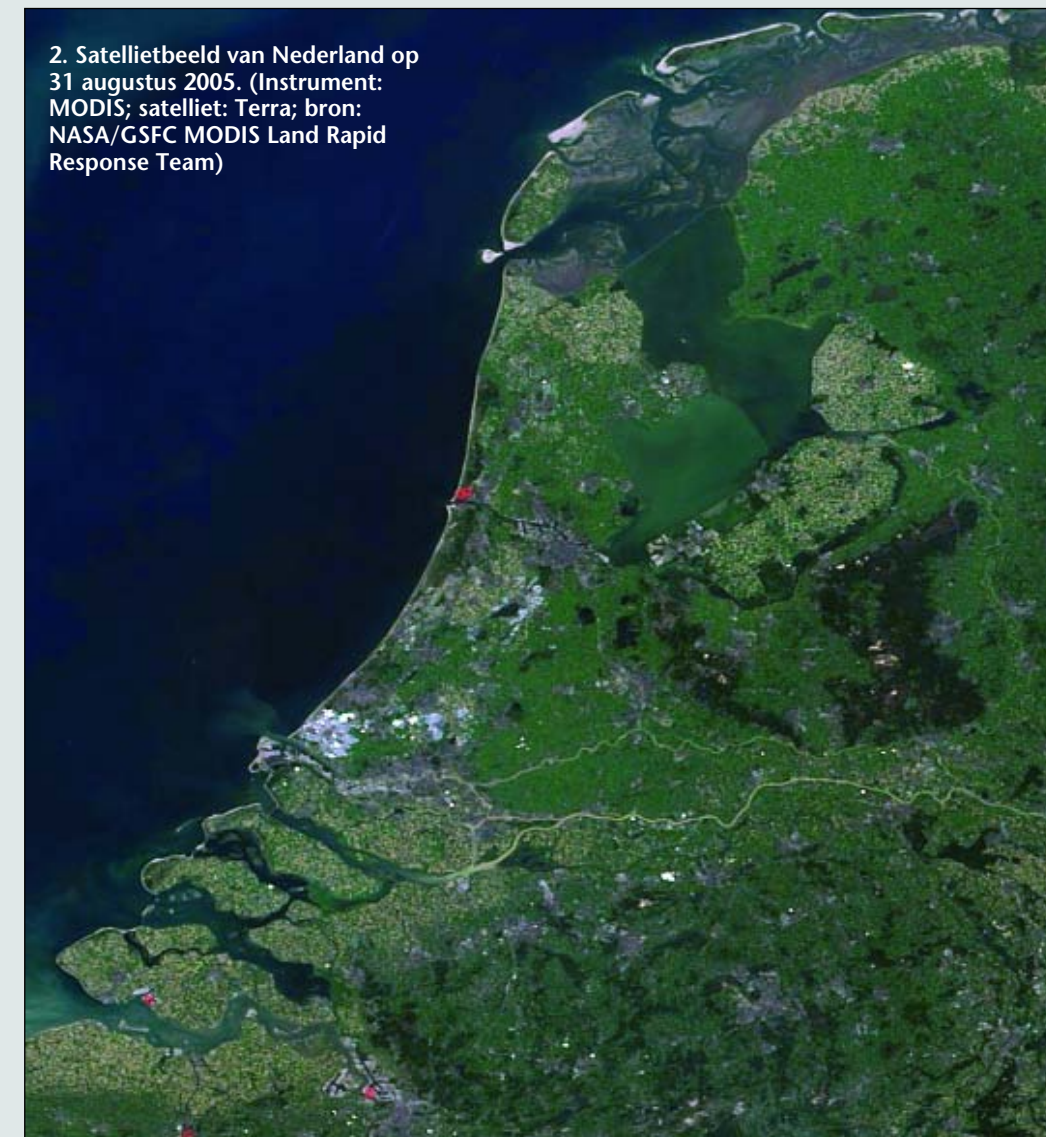 2. Satellietbeeld van Nederland op
31 augustus 2005. (Instrument:
MODIS; satelliet: Terra; bron:
NASA/GSFC MODIS Land Rapid
Response Team)